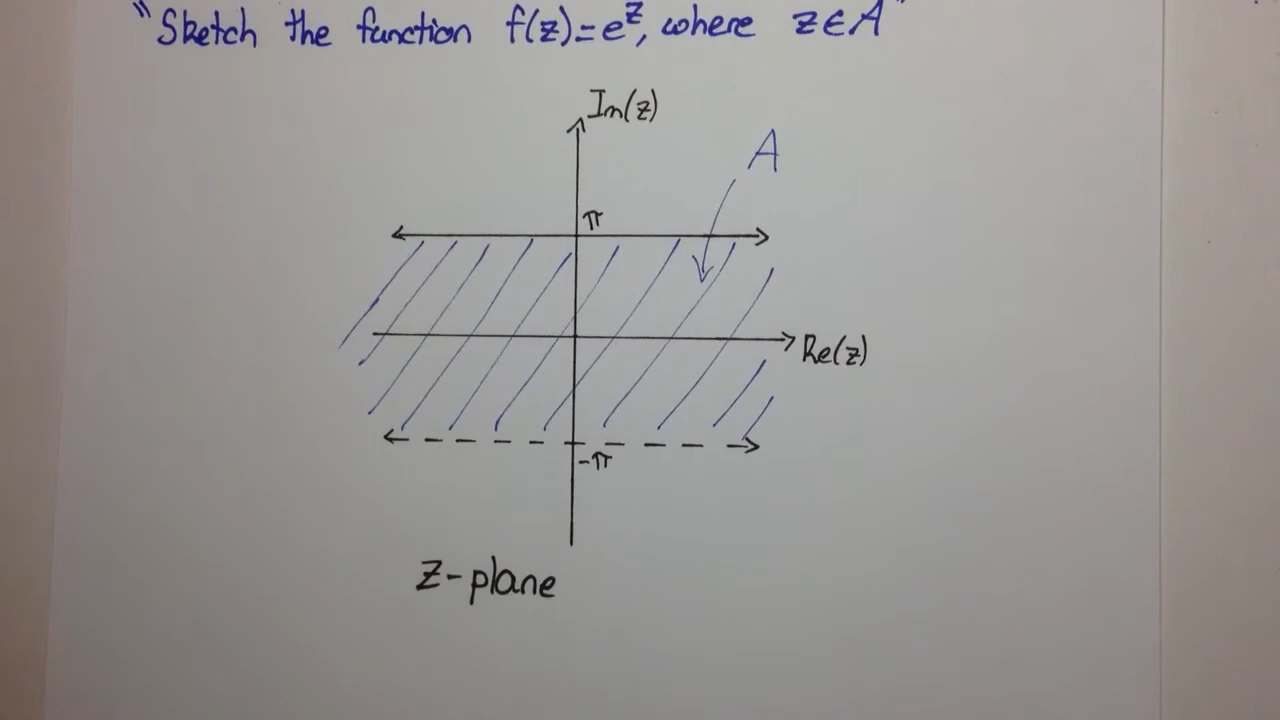 "Sketch the function f(z)=e^z, where z∈A"
Im(z)
A
π
Re(z)
-π
z-plane